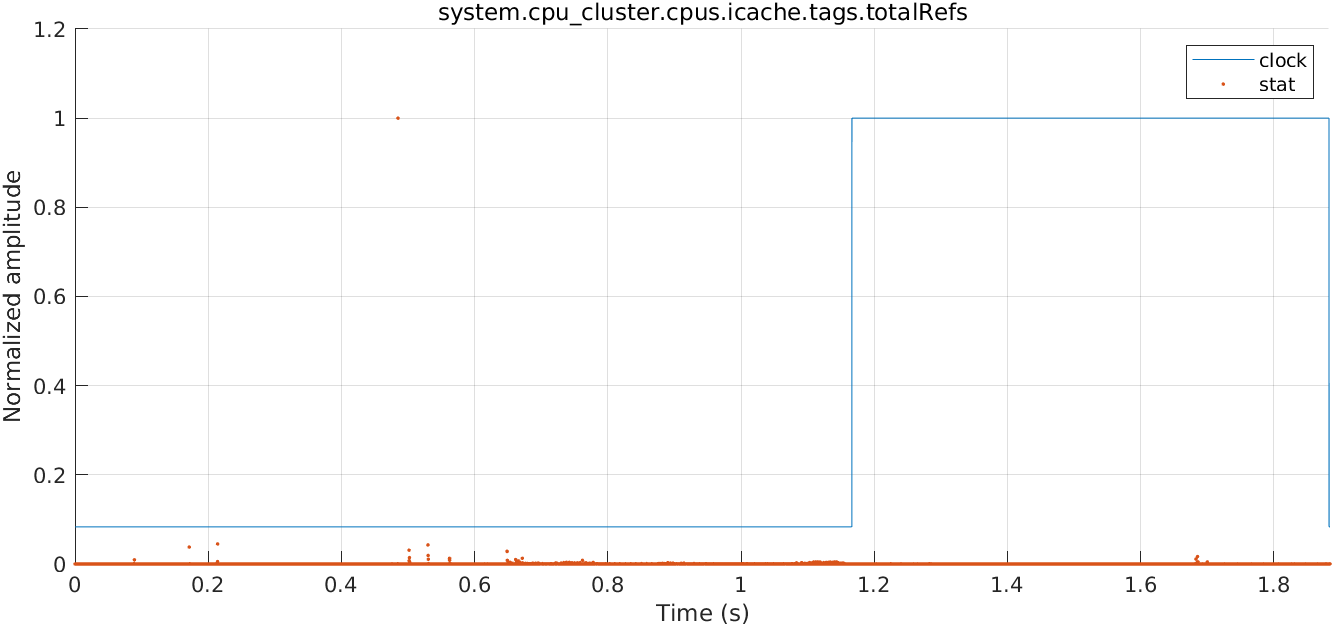 system.cpu_cluster.cpus.icache.tags.totalRefs
1.2
1
0.8
0.6
0.4
0.2
0
Normalized amplitude
clock
stat
0 0.2 0.4 0.6 0.8 1 1.2 1.4 1.6 1.8
Time (s)